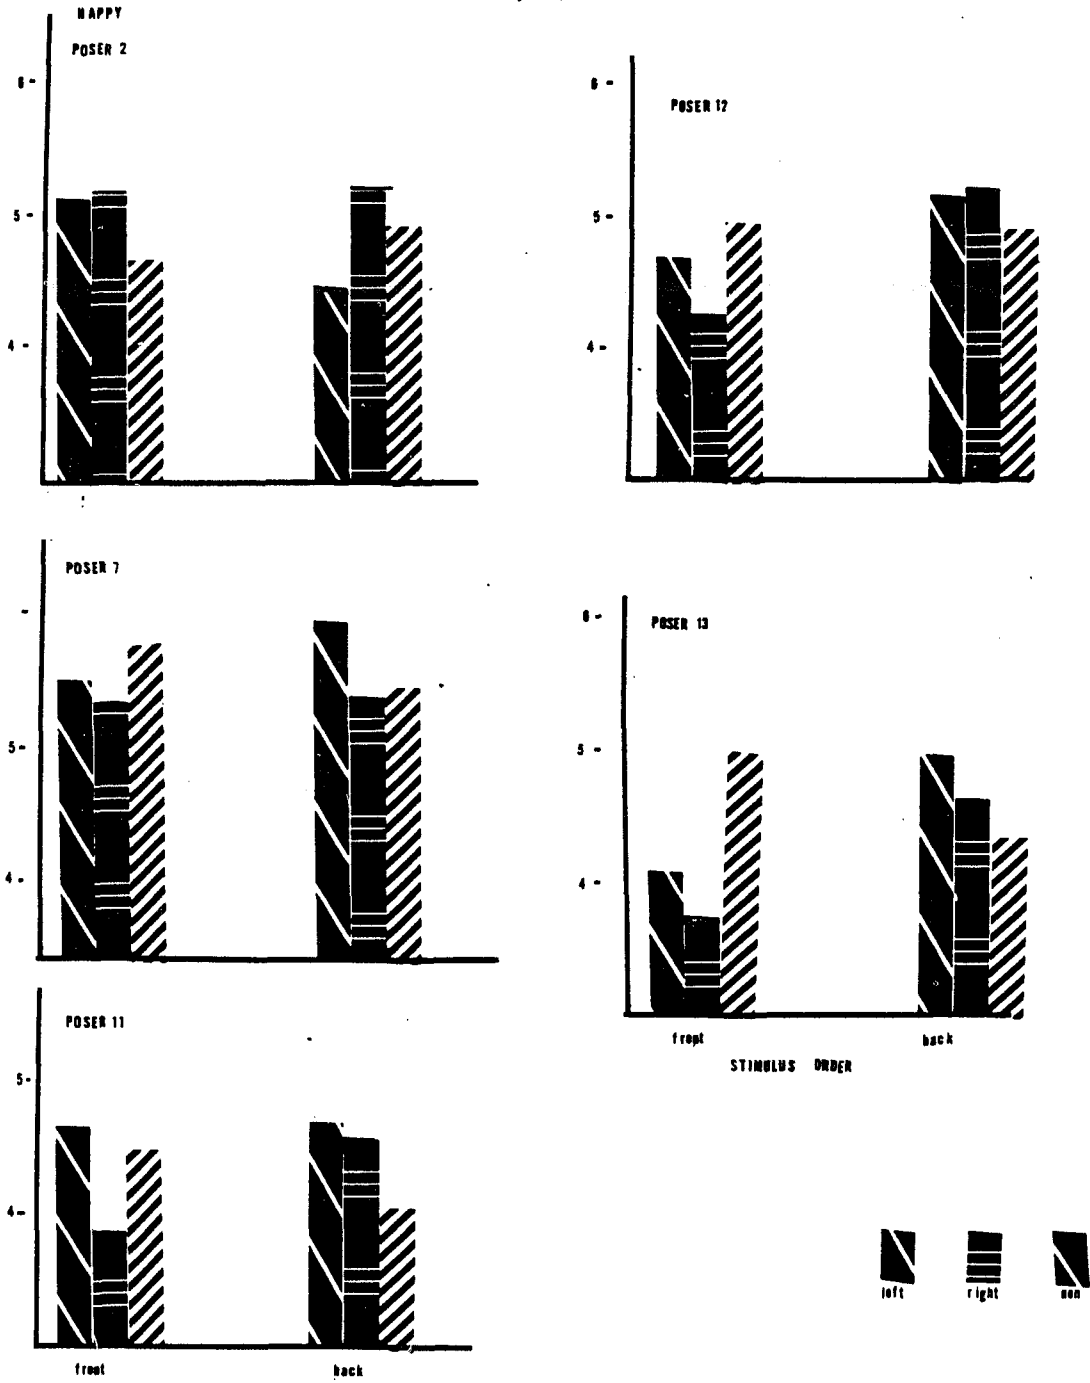 HAPPY
POSER 2
6 -
5 -
4 -
POSER 12
6 -
5 -
4 -
POSER 7
5 -
4 -
POSER 13
6 -
5 -
4 -
front back
STIMULUS ORDER
POSER 11
5 -
4 -
front back
left right non